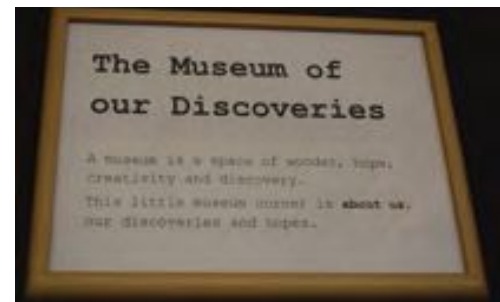 The Museum of
our Discoveries
A museum is a space of wonder, hope,
creativity and discovery.
This little museum corner is about us,
our discoveries and hopes.